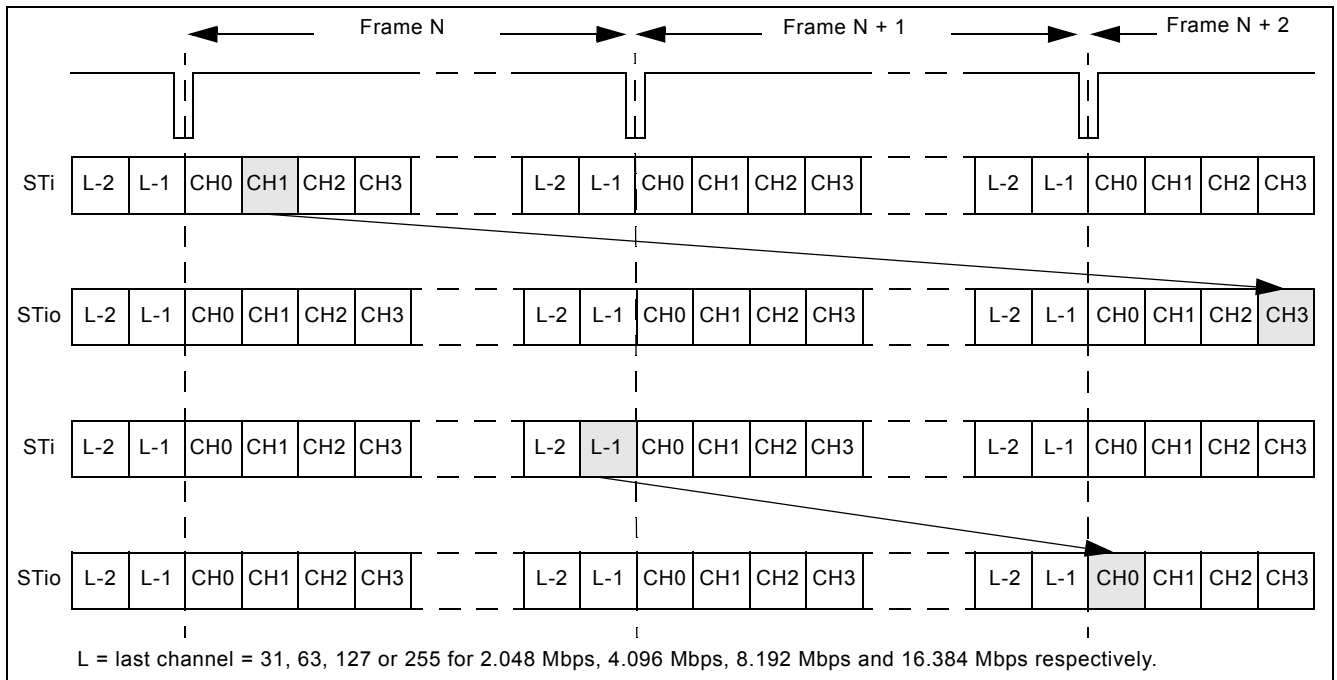 Frame N Frame N + 1 Frame N + 2
STi L-2 L-1 CH0 CH1 CH2 CH3 L-2 L-1 CH0 CH1 CH2 CH3 L-2 L-1 CH0 CH1 CH2 CH3
STio L-2 L-1 CH0 CH1 CH2 CH3 L-2 L-1 CH0 CH1 CH2 CH3 L-2 L-1 CH0 CH1 CH2 CH3
STi L-2 L-1 CH0 CH1 CH2 CH3 L-2 L-1 CH0 CH1 CH2 CH3 L-2 L-1 CH0 CH1 CH2 CH3
STio L-2 L-1 CH0 CH1 CH2 CH3 L-2 L-1 CH0 CH1 CH2 CH3 L-2 L-1 CH0 CH1 CH2 CH3
L = last channel = 31, 63, 127 or 255 for 2.048 Mbps, 4.096 Mbps, 8.192 Mbps and 16.384 Mbps respectively.